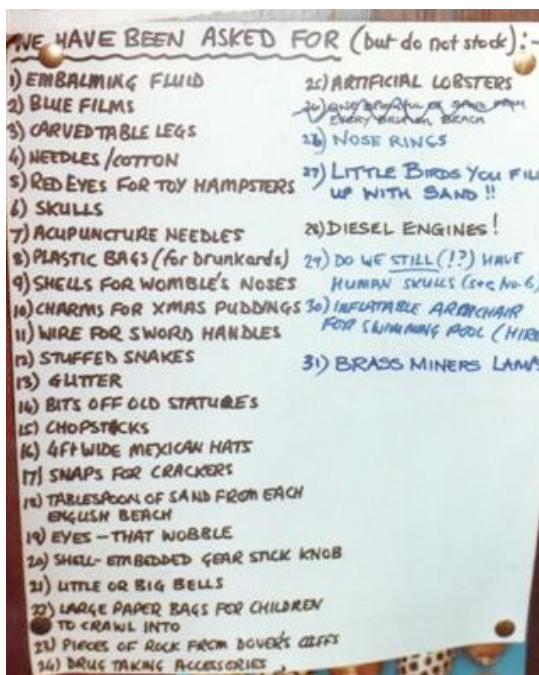 WE HAVE BEEN ASKED FOR (but do not stock):-
1) EMBALMING FLUID
2) BLUE FILMS
3) CARVED TABLE LEGS
4) NEEDLES/COTTON
5) RED EYES FOR TOY HAMPSTERS
6) SKULLS
7) ACUPUNCTURE NEEDLES
8) PLASTIC BAGS (for drunkards)
9) SHELLS FOR WOMBLE'S NOSES
10) CHARMS FOR XMAS PUDDINGS
11) WIRE FOR SWORD HANDLES
12) STUFFED SNAKES
13) GLITTER
14) BITS OFF OLD STATUES
15) CHOPSTICKS
16) 4Ft WIDE MEXICAN HATS
17) SNAPS FOR CRACKERS
18) TABLESPOON OF SAND FROM EACH
ENGLISH BEACH
19) EYES - THAT WOBBLE
20) SHELL-EMBEDDED GEAR STICK KNOB
21) LITTLE OR BIG BELLS
22) LARGE PAPER BAGS FOR CHILDREN
TO CRAWL INTO
23) PIECES OF ROCK FROM DOVER'S CLIFFS
24) DRUG TAKING ACCESSORIES
25) ARTIFICIAL LOBSTERS
OF SAND FROM
EVERY BEACH
26) NOSE RINGS
27) LITTLE BIRDS YOU FILL
UP WITH SAND !!
28) DIESEL ENGINES!
29) DO WE STILL (!?) HAVE
HUMAN SKULLS (see No. 6)
30) INFLATABLE ARMCHAIR
FOR SWIMMING POOL (HIRE
31) BRASS MINERS LAMPS